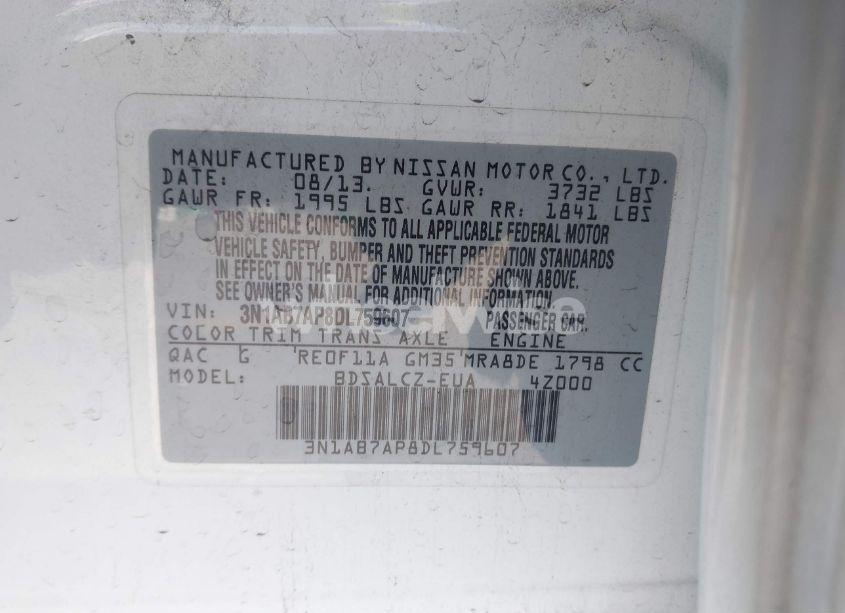 MANUFACTURED BY NISSAN MOTOR CO., LTD.
DATE: 08/13. GVWR: 3732 LBS
GAWR FR: 1995 LBS GAWR RR: 1841 LBS
THIS VEHICLE CONFORMS TO ALL APPLICABLE FEDERAL MOTOR
VEHICLE SAFETY, BUMPER AND THEFT PREVENTION STANDARDS
IN EFFECT ON THE DATE OF MANUFACTURE SHOWN ABOVE.
SEE OWNER'S MANUAL FOR ADDITIONAL INFORMATION.
VIN: 3N1AB7AP8DL759607 PASSENGER CAR.
COLOR TRIM TRANS AXLE ENGINE
QAC G RE0F11A GM35 MRA8DE 1798 CC
MODEL: BDSALCZ-EUA 4Z000
3N1AB7AP8DL759607